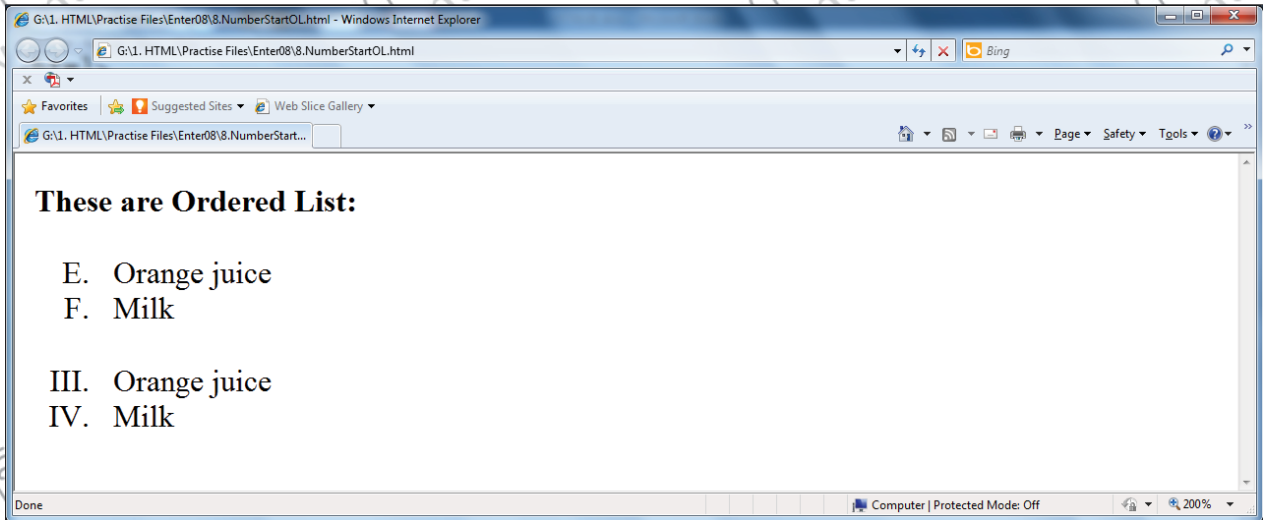 G:\1. HTML\Practise Files\Enter08\8.NumberStartOL.html - Windows Internet Explorer
G:\1. HTML\Practise Files\Enter08\8.NumberStartOL.html Bing
x
Favorites Suggested Sites Web Slice Gallery
G:\1. HTML\Practise Files\Enter08\8.NumberStart... Page Safety Tools »
These are Ordered List:
E. Orange juice
F. Milk
III. Orange juice
IV. Milk
Done Computer | Protected Mode: Off 200%